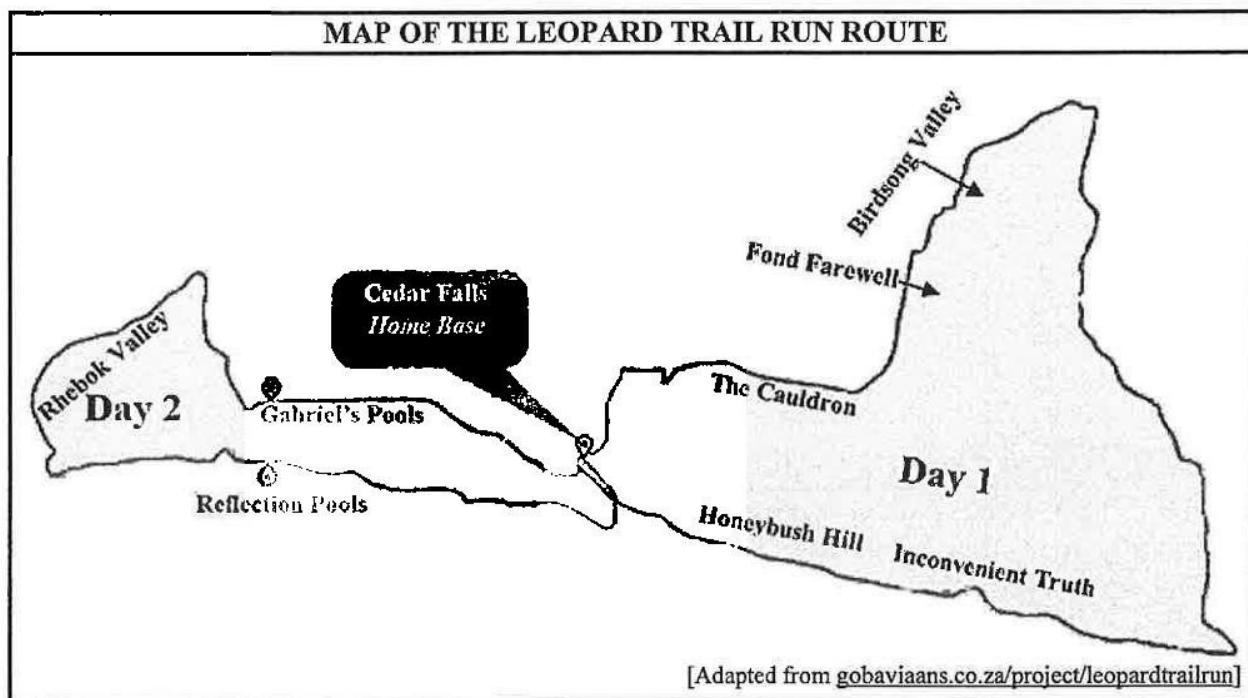 MAP OF THE LEOPARD TRAIL RUN ROUTE
Birdsong Valley
Fond Farewell
Cedar Falls
Home Base
Rhebok Valley
Day 2
Gabriel's Pools
The Cauldron
Day 1
Reflection Pools
Honeybush Hill
Inconvenient Truth
[Adapted from gobaviaans.co.za/project/leopardtrailrun]